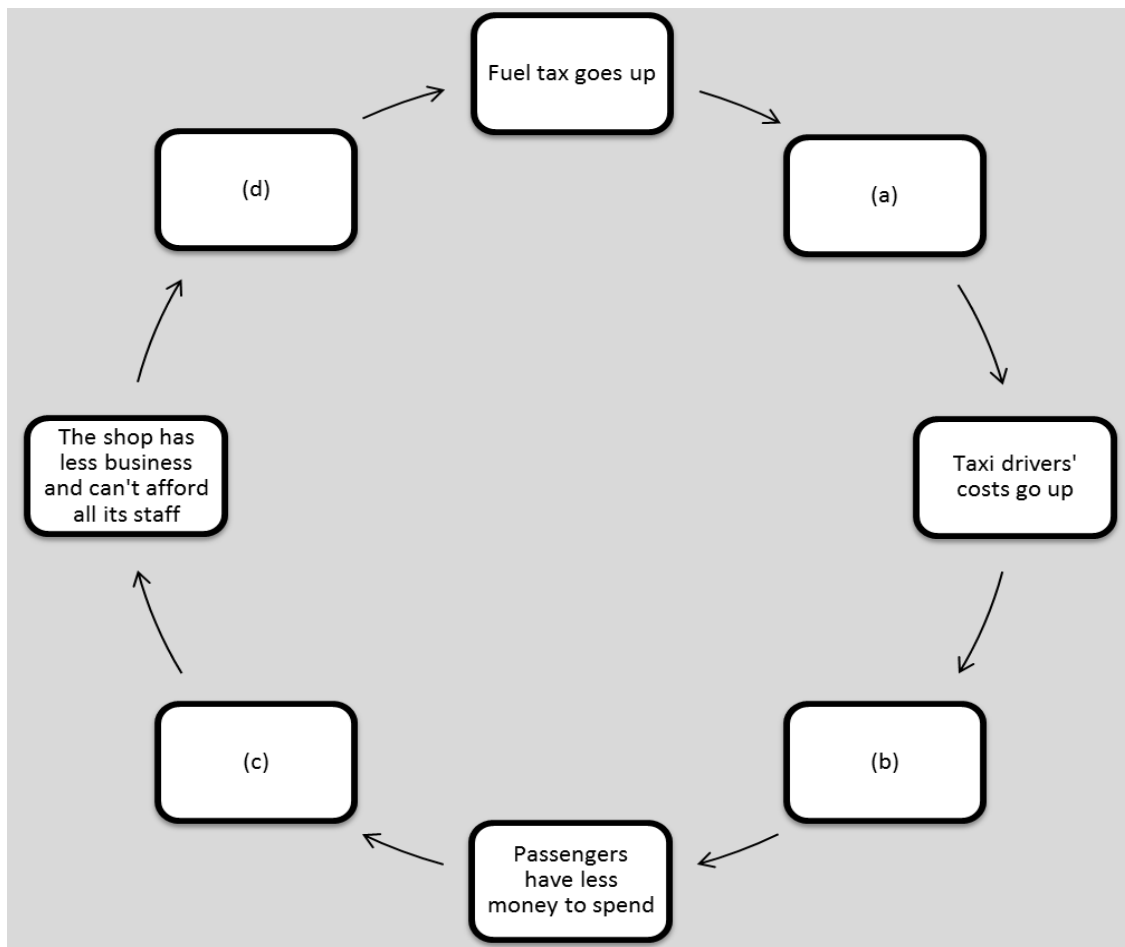 Fuel tax goes up
(a)
Taxi drivers'
costs go up
(b)
Passengers
have less
money to spend
(c)
The shop has
less business
and can't afford
all its staff
(d)